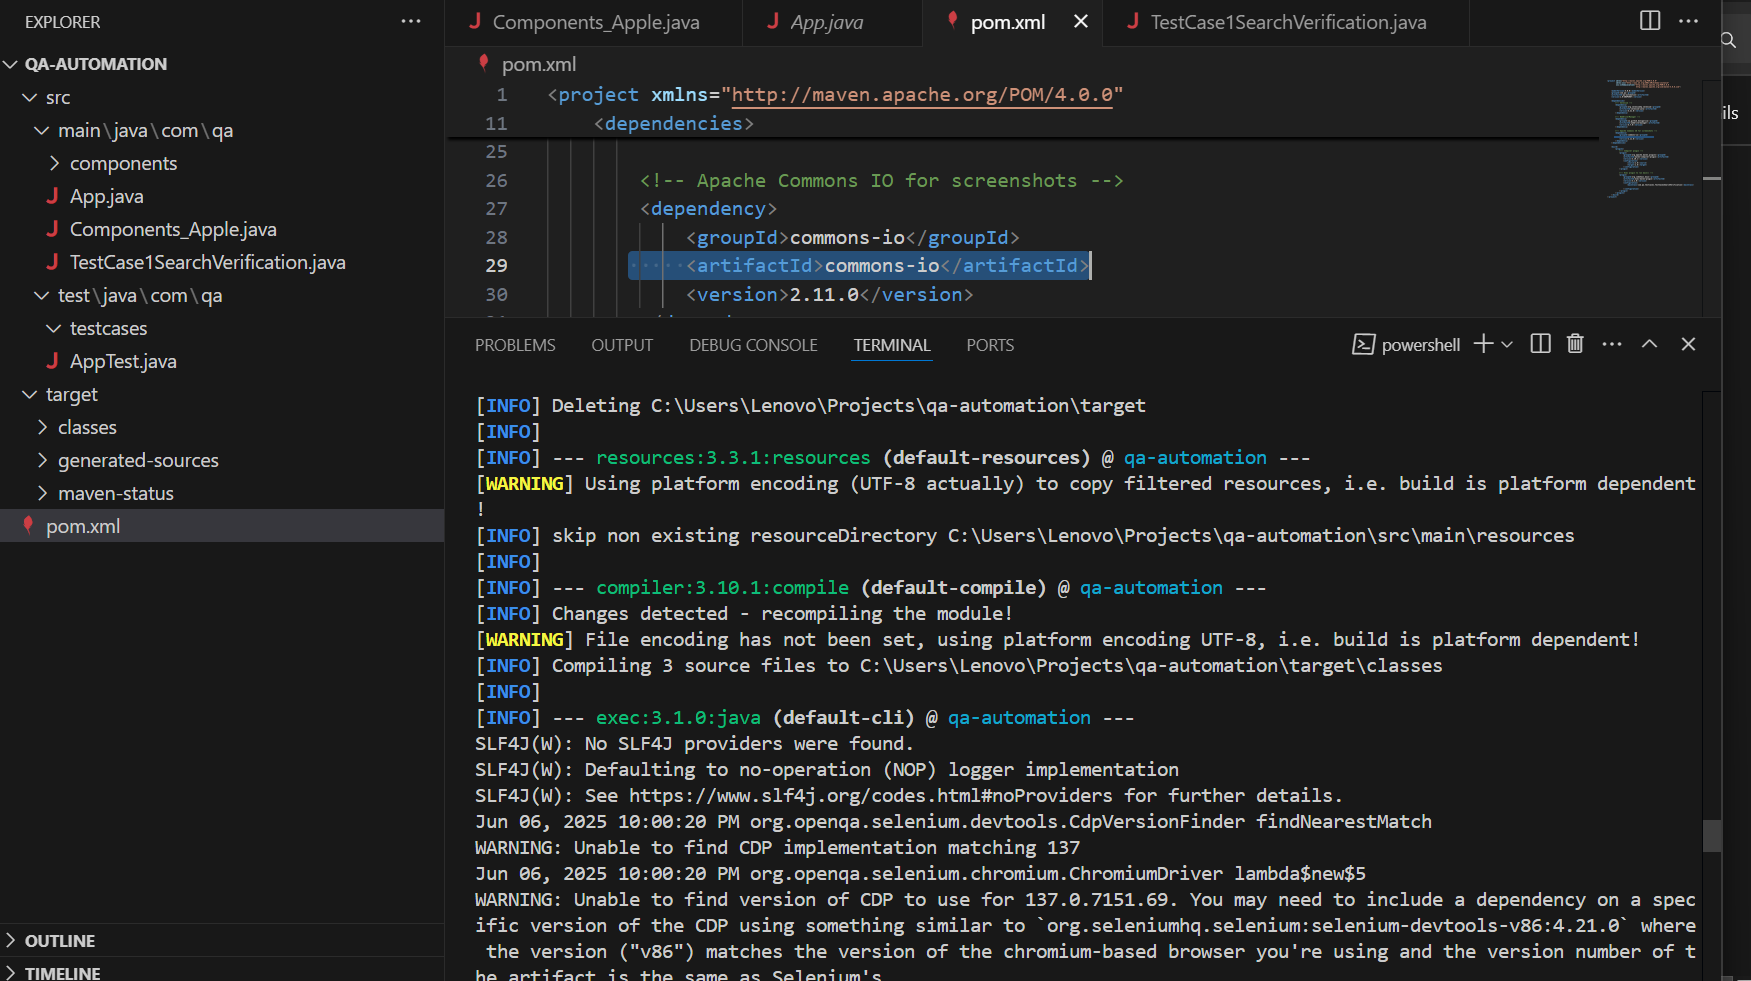 EXPLORER
QA-AUTOMATION
src
main\java\com\qa
components
App.java
Components_Apple.java
TestCase1SearchVerification.java
test\java\com\qa
testcases
AppTest.java
target
classes
generated-sources
maven-status
pom.xml
OUTLINE
TIMELINE
Components_Apple.java
App.java
pom.xml
TestCase1SearchVerification.java
pom.xml
1 <project xmlns="http://maven.apache.org/POM/4.0.0"
11 <dependencies>
25
26 <!-- Apache Commons IO for screenshots -->
27 <dependency>
28 <groupId>commons-io</groupId>
29 <artifactId>commons-io</artifactId>
30 <version>2.11.0</version>
ils
PROBLEMS OUTPUT DEBUG CONSOLE TERMINAL PORTS powershell
[INFO] Deleting C:\Users\Lenovo\Projects\qa-automation\target
[INFO]
[INFO] --- resources:3.3.1:resources (default-resources) @ qa-automation ---
[WARNING] Using platform encoding (UTF-8 actually) to copy filtered resources, i.e. build is platform dependent
!
[INFO] skip non existing resourceDirectory C:\Users\Lenovo\Projects\qa-automation\src\main\resources
[INFO]
[INFO] --- compiler:3.10.1:compile (default-compile) @ qa-automation ---
[INFO] Changes detected - recompiling the module!
[WARNING] File encoding has not been set, using platform encoding UTF-8, i.e. build is platform dependent!
[INFO] Compiling 3 source files to C:\Users\Lenovo\Projects\qa-automation\target\classes
[INFO]
[INFO] --- exec:3.1.0:java (default-cli) @ qa-automation ---
SLF4J(W): No SLF4J providers were found.
SLF4J(W): Defaulting to no-operation (NOP) logger implementation
SLF4J(W): See https://www.slf4j.org/codes.html#noProviders for further details.
Jun 06, 2025 10:00:20 PM org.openqa.selenium.devtools.CdpVersionFinder findNearestMatch
WARNING: Unable to find CDP implementation matching 137
Jun 06, 2025 10:00:20 PM org.openqa.selenium.chromium.ChromiumDriver lambda$new$5
WARNING: Unable to find version of CDP to use for 137.0.7151.69. You may need to include a dependency on a spec
ific version of the CDP using something similar to `org.seleniumhq.selenium:selenium-devtools-v86:4.21.0` where
the version ("v86") matches the version of the chromium-based browser you're using and the version number of t
he artifact is the same as Selenium's